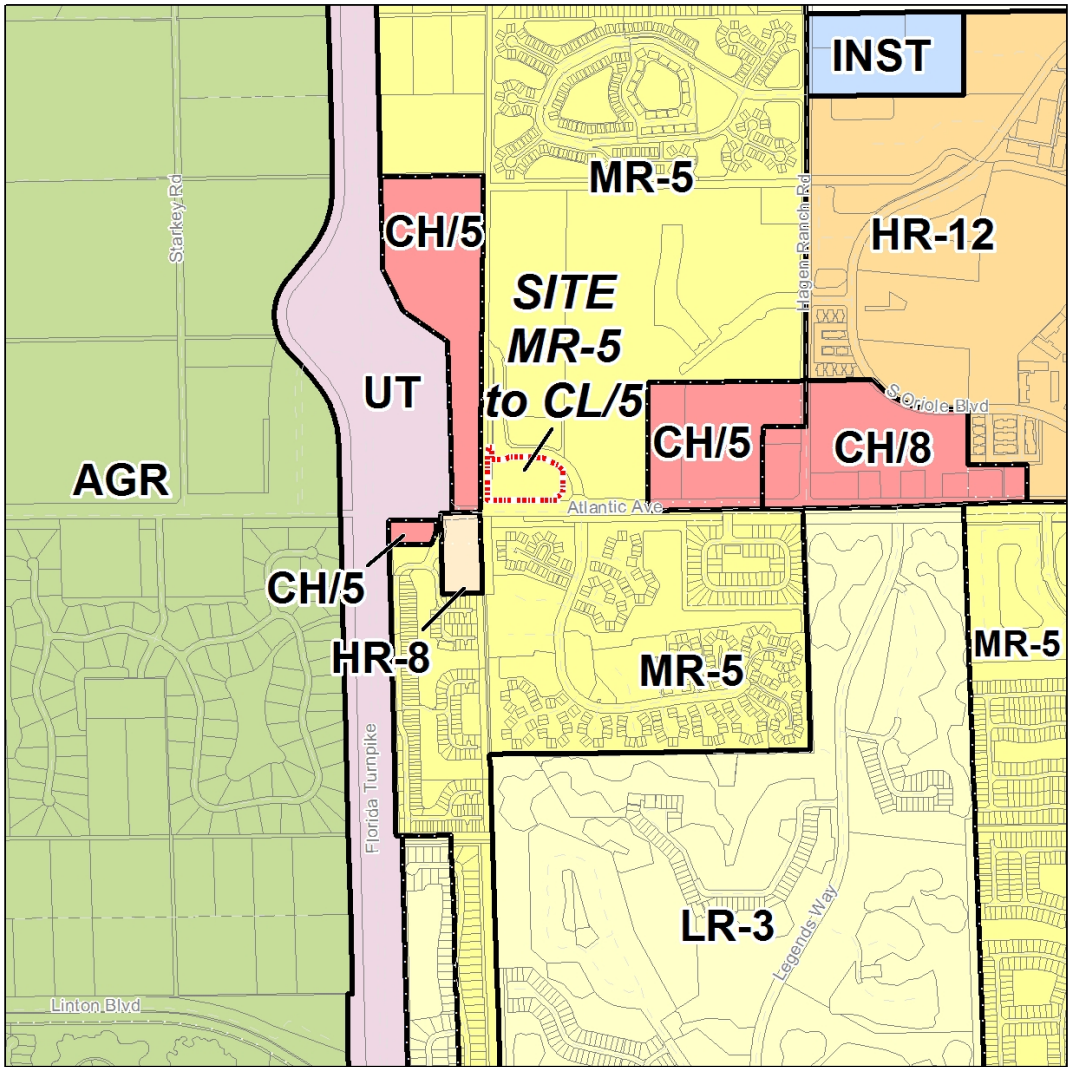 INST
MR-5
Starkey Rd
CH/5
Hagen Ranch Rd
HR-12
SITE
MR-5
to CL/5
UT
S Oriole Blvd
CH/5
CH/8
AGR
Atlantic Ave
CH/5
HR-8
MR-5
MR-5
Florida Turnpike
LR-3
Legends Way
Linton Blvd